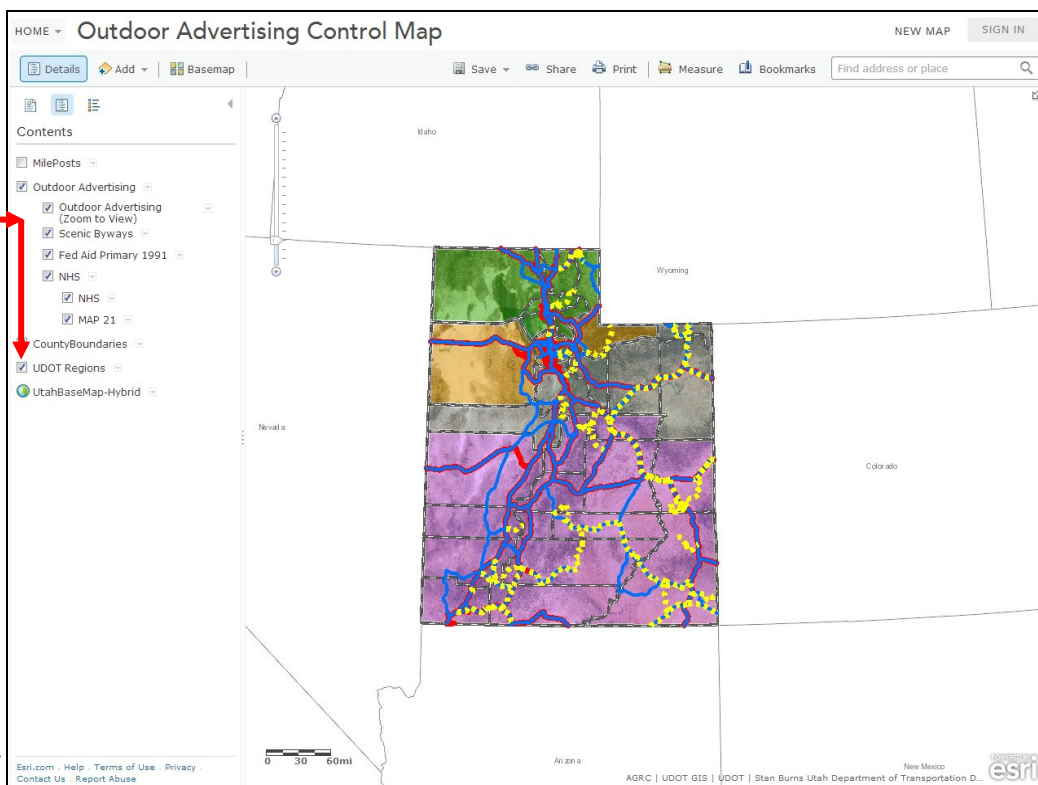 HOME Outdoor Advertising Control Map NEW MAP SIGN IN
Details Add Basemap Save Share Print Measure Bookmarks Find address or place
Contents
MilePosts
Outdoor Advertising
Outdoor Advertising
(Zoom to View)
Scenic Byways
Fed Aid Primary 1991
NHS
NHS
MAP 21
CountyBoundaries
UDOT Regions
UtahBaseMap-Hybrid
Idaho
Wyoming
Nevada
Colorado
Arizona
New Mexico
0 30 60mi
Esri.com . Help . Terms of Use . Privacy .
Contact Us . Report Abuse
AGRC | UDOT GIS | UDOT | Stan Burns Utah Department of Transportation D...
POWERED BY
esri